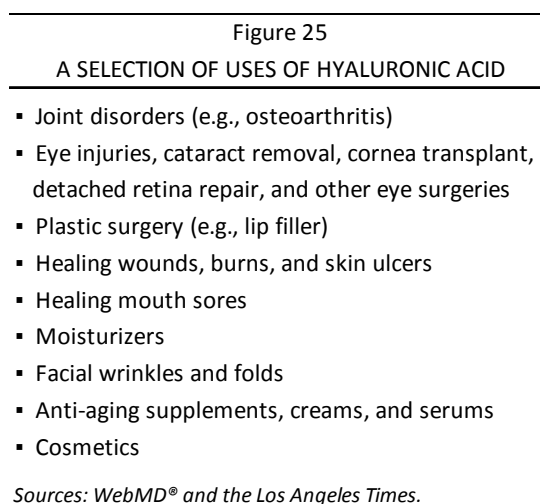 Figure 25
A SELECTION OF USES OF HYALURONIC ACID
▪ Joint disorders (e.g., osteoarthritis)
▪ Eye injuries, cataract removal, cornea transplant,
detached retina repair, and other eye surgeries
▪ Plastic surgery (e.g., lip filler)
▪ Healing wounds, burns, and skin ulcers
▪ Healing mouth sores
▪ Moisturizers
▪ Facial wrinkles and folds
▪ Anti-aging supplements, creams, and serums
▪ Cosmetics
Sources: WebMD® and the Los Angeles Times.